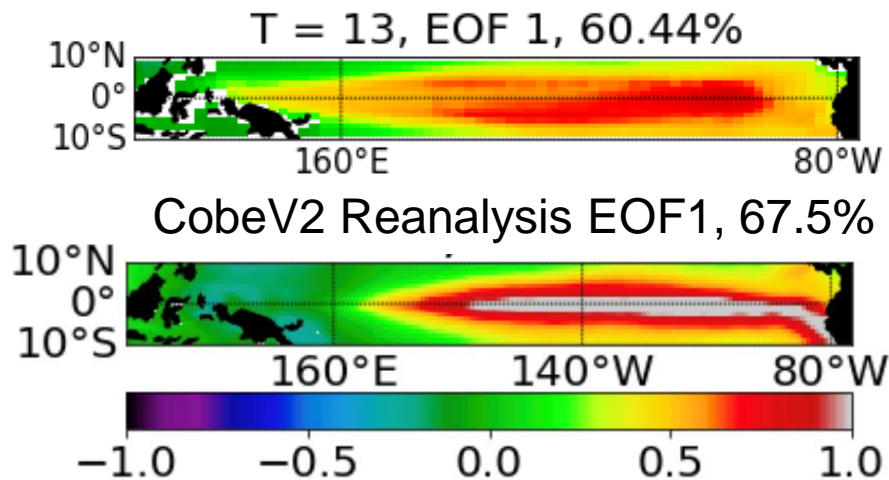 T = 13, EOF 1, 60.44%
10°N
0°
10°S
160°E 80°W
CobeV2 Reanalysis EOF1, 67.5%
10°N
0°
10°S
160°E 140°W 80°W
−1.0 −0.5 0.0 0.5 1.0